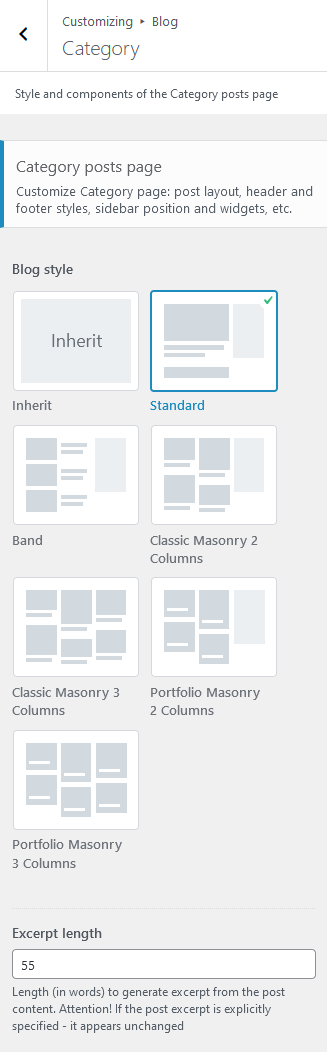 Customizing ▸ Blog
Category
Style and components of the Category posts page
Category posts page
Customize Category page: post layout, header and
footer styles, sidebar position and widgets, etc.
Blog style
Inherit
Inherit
Standard
Band
Classic Masonry 2
Columns
Classic Masonry 3
Columns
Portfolio Masonry
2 Columns
Portfolio Masonry
3 Columns
Excerpt length
55
Length (in words) to generate excerpt from the post
content. Attention! If the post excerpt is explicitly
specified - it appears unchanged